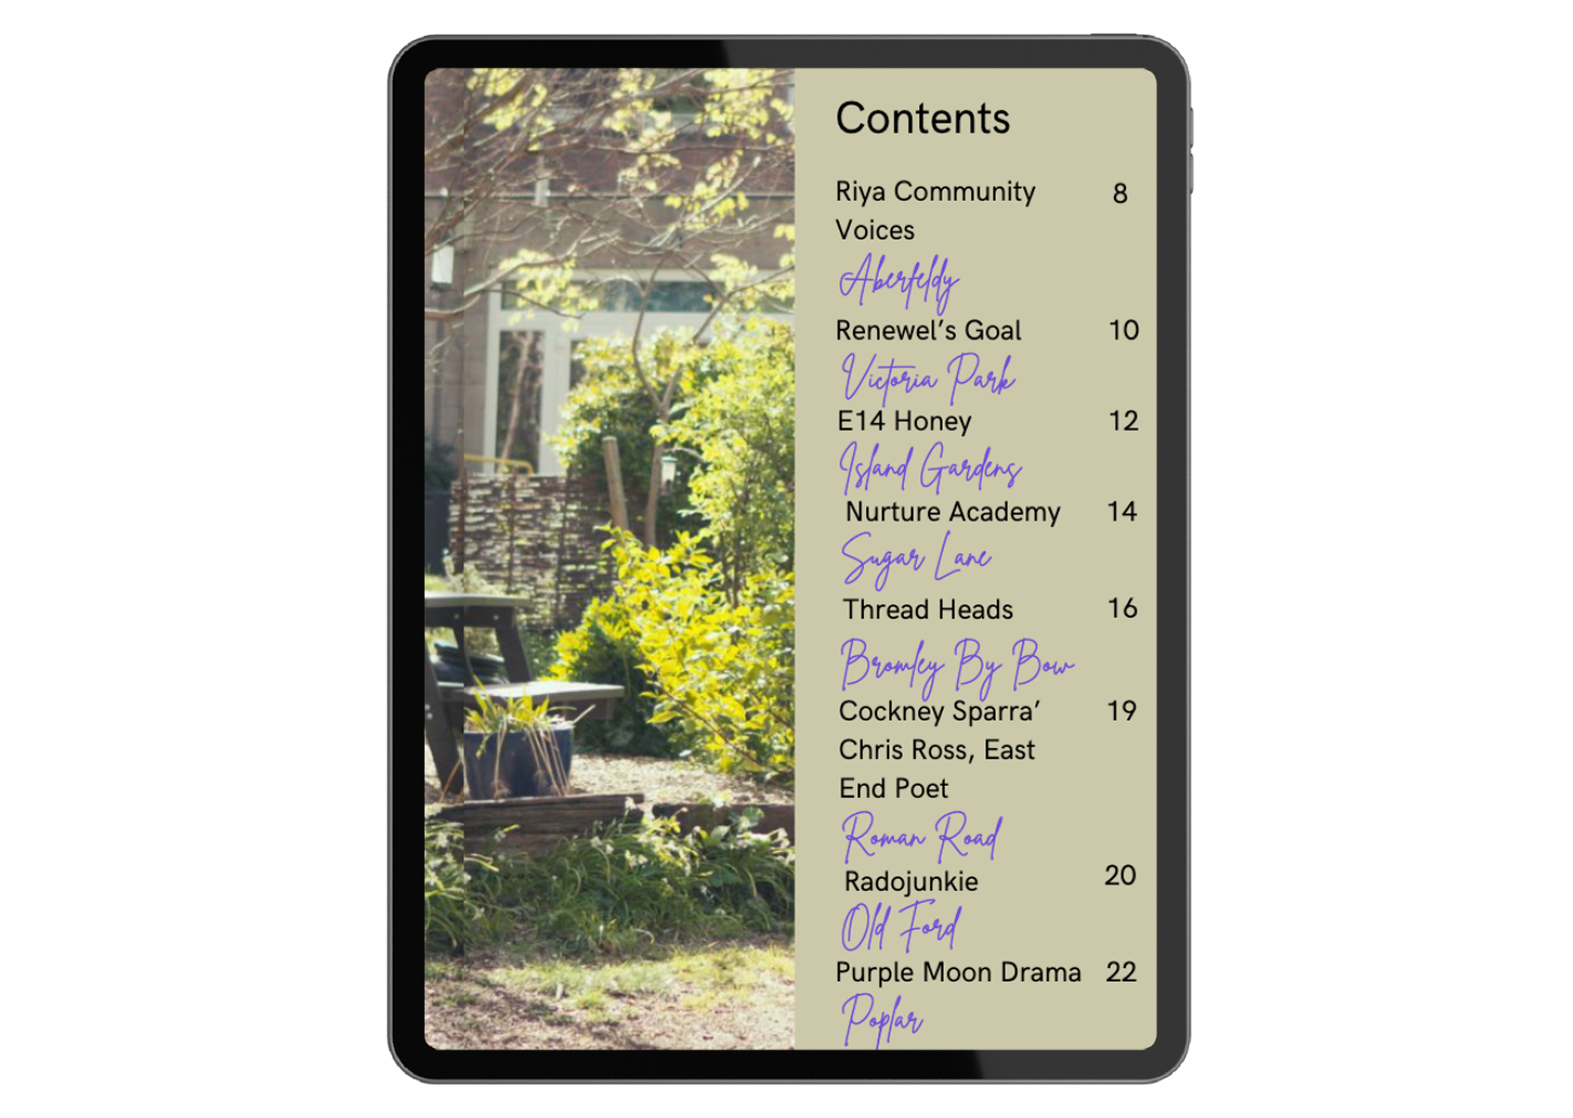 Contents
Riya Community 8
Voices
Aberfeldy
Renewel’s Goal 10
Victoria Park
E14 Honey 12
Island Gardens
Nurture Academy 14
Sugar Lane
Thread Heads 16
Bromley By Bow
Cockney Sparra’ 19
Chris Ross, East
End Poet
Roman Road
Radojunkie 20
Old Ford
Purple Moon Drama 22
Poplar